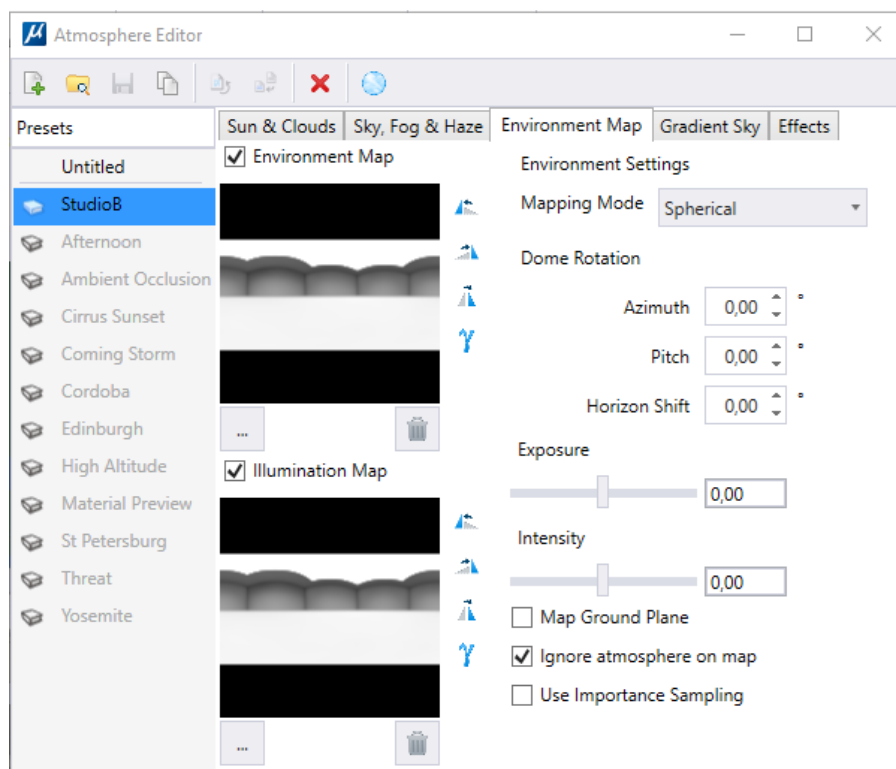 Atmosphere Editor
Presets
Untitled
StudioB
Afternoon
Ambient Occlusion
Cirrus Sunset
Coming Storm
Cordoba
Edinburgh
High Altitude
Material Preview
St Petersburg
Threat
Yosemite
Sun & Clouds
Sky, Fog & Haze
Environment Map
Gradient Sky
Effects
Environment Map
...
Illumination Map
...
Environment Settings
Mapping Mode Spherical
Dome Rotation
Azimuth 0,00 °
Pitch 0,00 °
Horizon Shift 0,00 °
Exposure
0,00
Intensity
0,00
Map Ground Plane
Ignore atmosphere on map
Use Importance Sampling